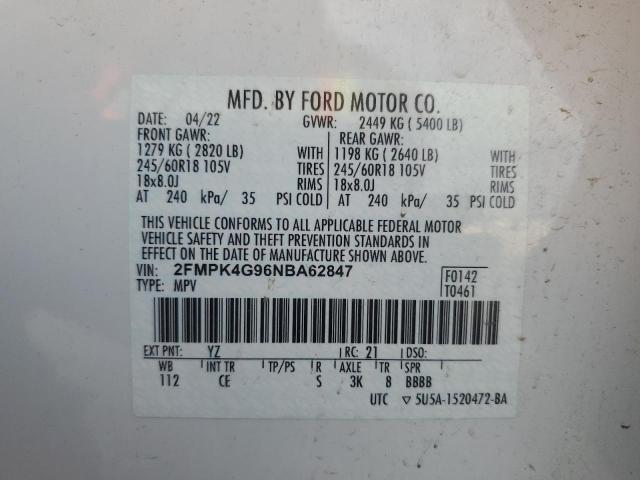 MFD. BY FORD MOTOR CO.
DATE: 04/22 GVWR: 2449 KG ( 5400 LB)
FRONT GAWR: REAR GAWR:
1279 KG ( 2820 LB) WITH 1198 KG ( 2640 LB) WITH
245/60R18 105V TIRES 245/60R18 105V TIRES
18x8.0J RIMS 18x8.0J RIMS
AT 240 kPa/ 35 PSI COLD AT 240 kPa/ 35 PSI COLD
THIS VEHICLE CONFORMS TO ALL APPLICABLE FEDERAL MOTOR
VEHICLE SAFETY AND THEFT PREVENTION STANDARDS IN
EFFECT ON THE DATE OF MANUFACTURE SHOWN ABOVE.
VIN: 2FMPK4G96NBA62847 F0142
TYPE: MPV T0461
EXT PNT: YZ RC: 21 DSO:
WB INT TR TP/PS R AXLE TR SPR
112 CE S 3K 8 BBBB
UTC ▽ 5U5A-1520472-BA